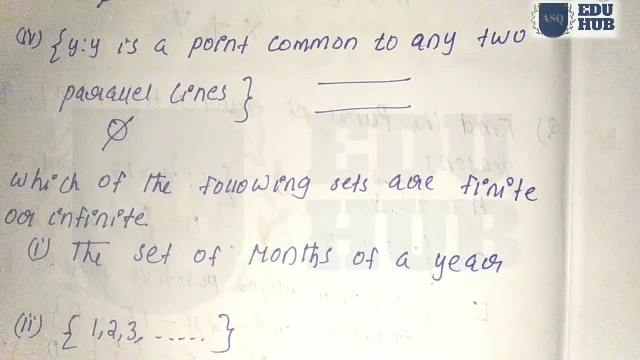 ASQ EDU
HUB
(iv) {y:y is a point common to any two
parallel lines}
∅
which of the following sets are finite
or infinite.
(i) The set of months of a year
(ii) {1,2,3, ......}